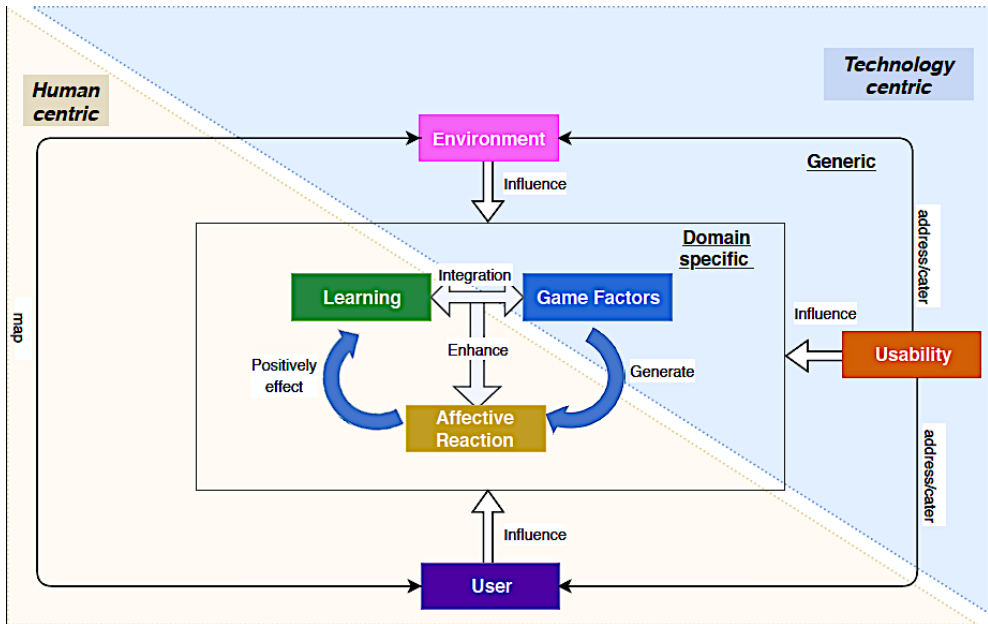 Human
centric
Technology
centric
Environment
Generic
Influence
address/cater
Domain
specific
Integration
Learning
Game Factors
Influence
map
Usability
Positively
effect
Enhance
Generate
Affective
Reaction
address/cater
Influence
User